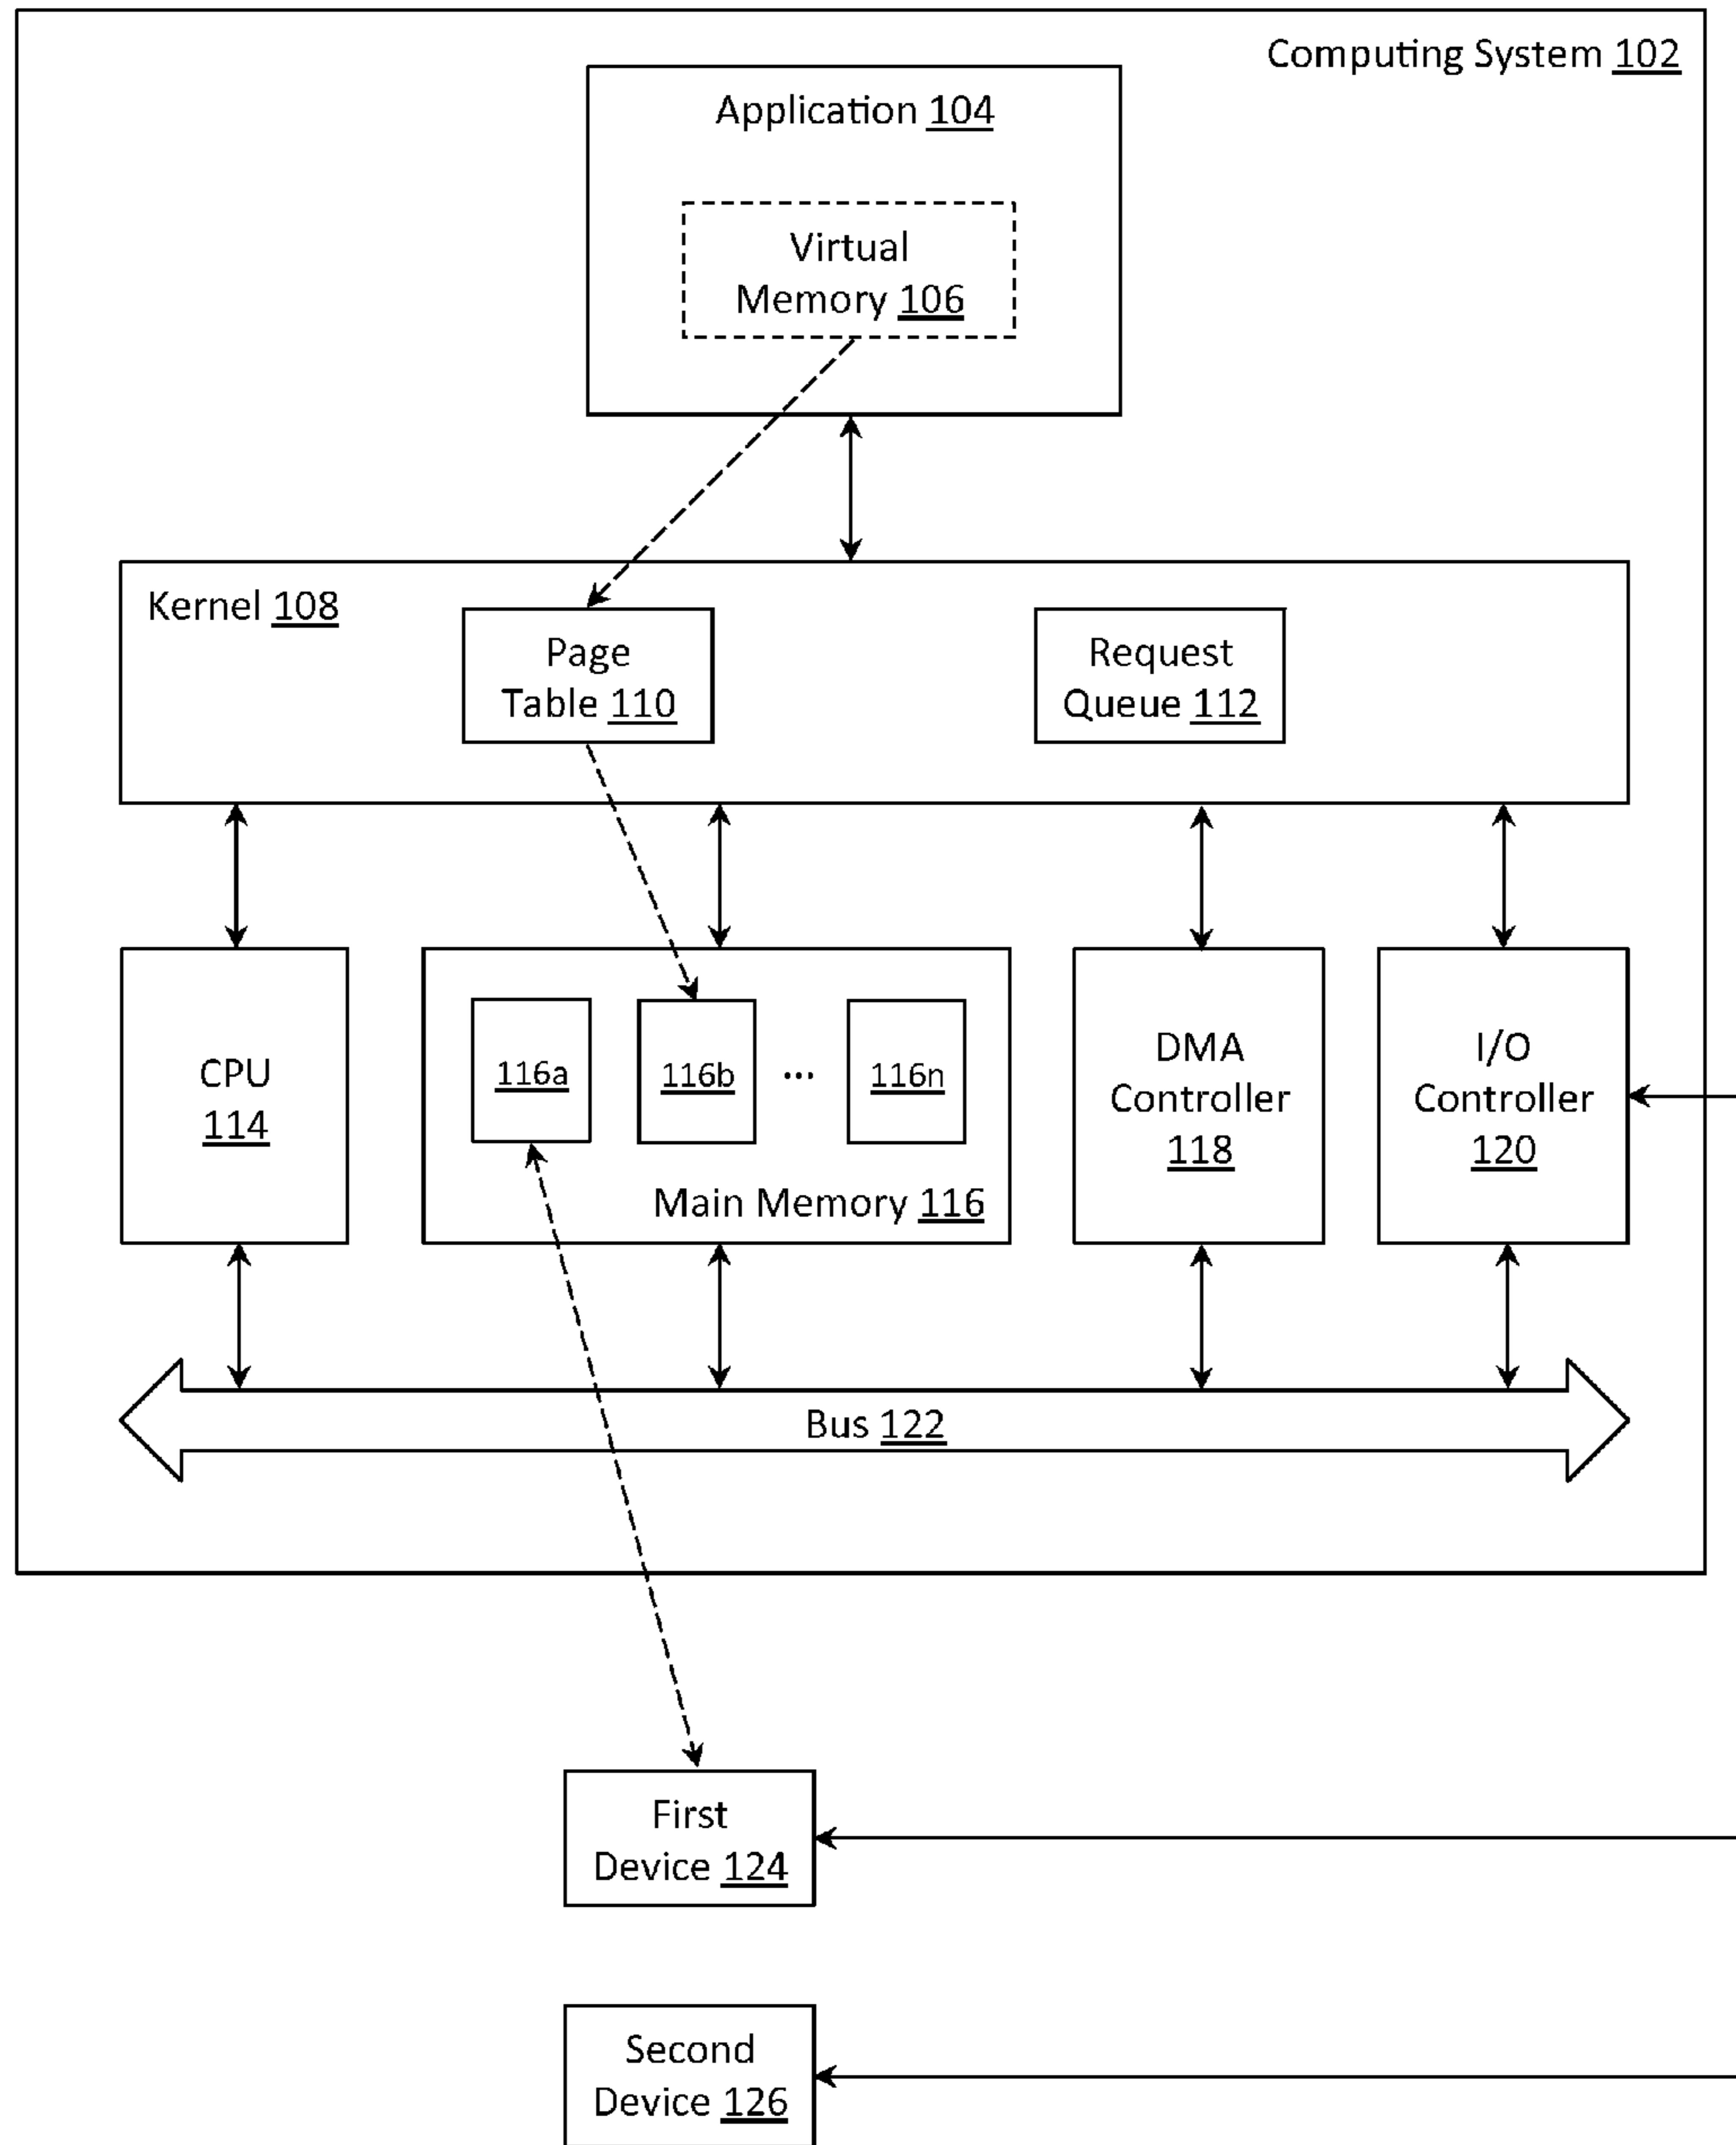 Computing System 102
Application 104
Virtual
Memory 106
Kernel 108
Page
Table 110
Request
Queue 112
CPU
114
116a
116b
...
116n
Main Memory 116
DMA
Controller
118
I/O
Controller
120
Bus 122
First
Device 124
Second
Device 126